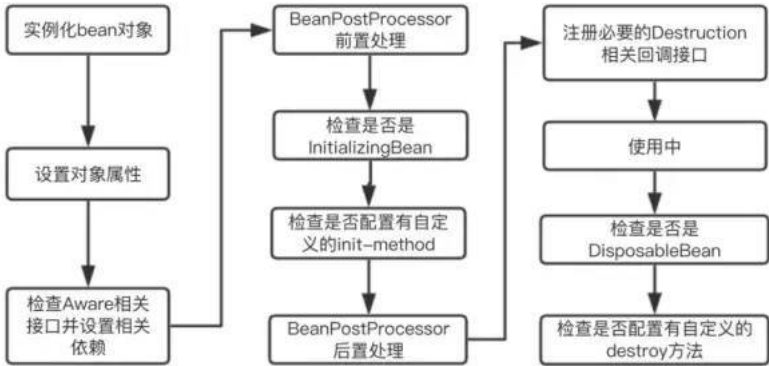 实例化bean对象
设置对象属性
检查Aware相关
接口并设置相关
依赖
BeanPostProcessor
前置处理
检查是否是
InitializingBean
检查是否配置有自定
义的init-method
BeanPostProcessor
后置处理
注册必要的Destruction
相关回调接口
使用中
检查是否是
DisposableBean
检查是否配置有自定义的
destroy方法